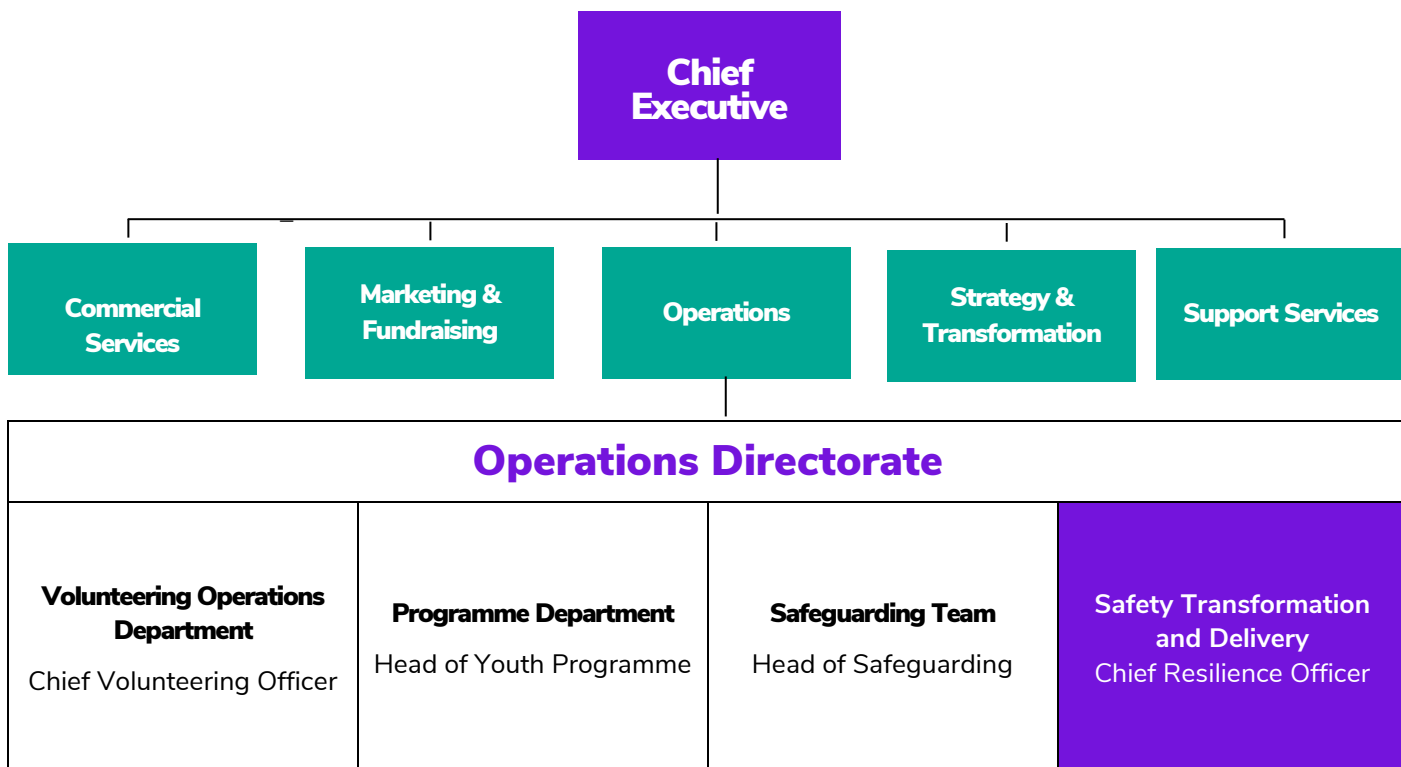 Chief
Executive
Commercial
Services
Marketing &
Fundraising
Operations
Strategy &
Transformation
Support Services
Operations Directorate
Volunteering Operations
Department
Chief Volunteering Officer
Programme Department
Head of Youth Programme
Safeguarding Team
Head of Safeguarding
Safety Transformation
and Delivery
Chief Resilience Officer